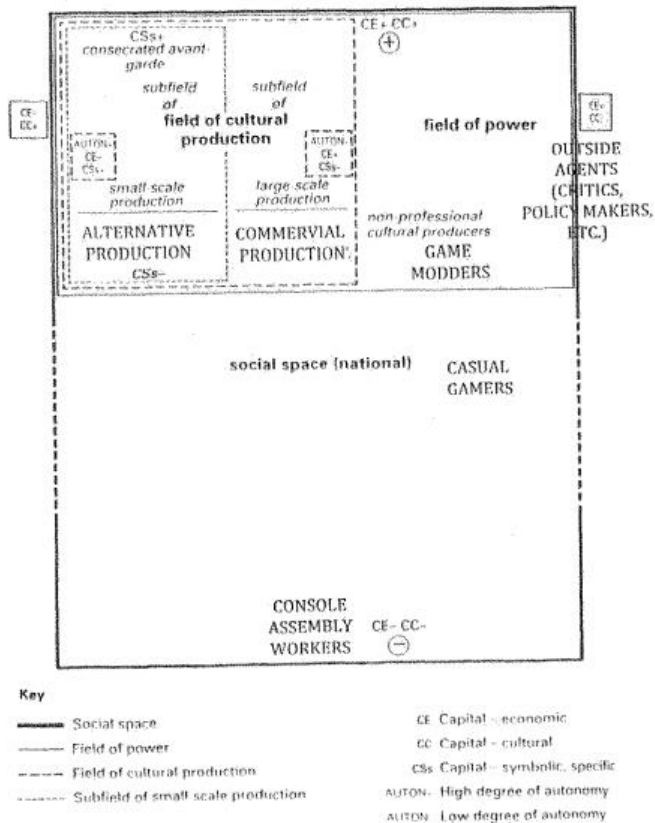 CSs+
consecrated avant-
garde
subfield
of
subfield
of
field of cultural
production
CE+ CC+
+
field of power
CE-
CC+
CE+
CC-
AUTON+
CE-
CSs+
AUTON-
CE+
CSs-
small-scale
production
large-scale
production
ALTERNATIVE
PRODUCTION
CSs–
COMMERVIAL
PRODUCTION
non-professional
cultural producers
GAME
MODDERS
OUTSIDE
AGENTS
(CRITICS,
POLICY MAKERS,
ETC.)
social space (national)
CASUAL
GAMERS
CONSOLE
ASSEMBLY
WORKERS
CE– CC–
–
Key
Social space
Field of power
Field of cultural production
Subfield of small scale production
CE Capital – economic
CC Capital – cultural
CSs Capital – symbolic, specific
AUTON+ High degree of autonomy
AUTON- Low degree of autonomy